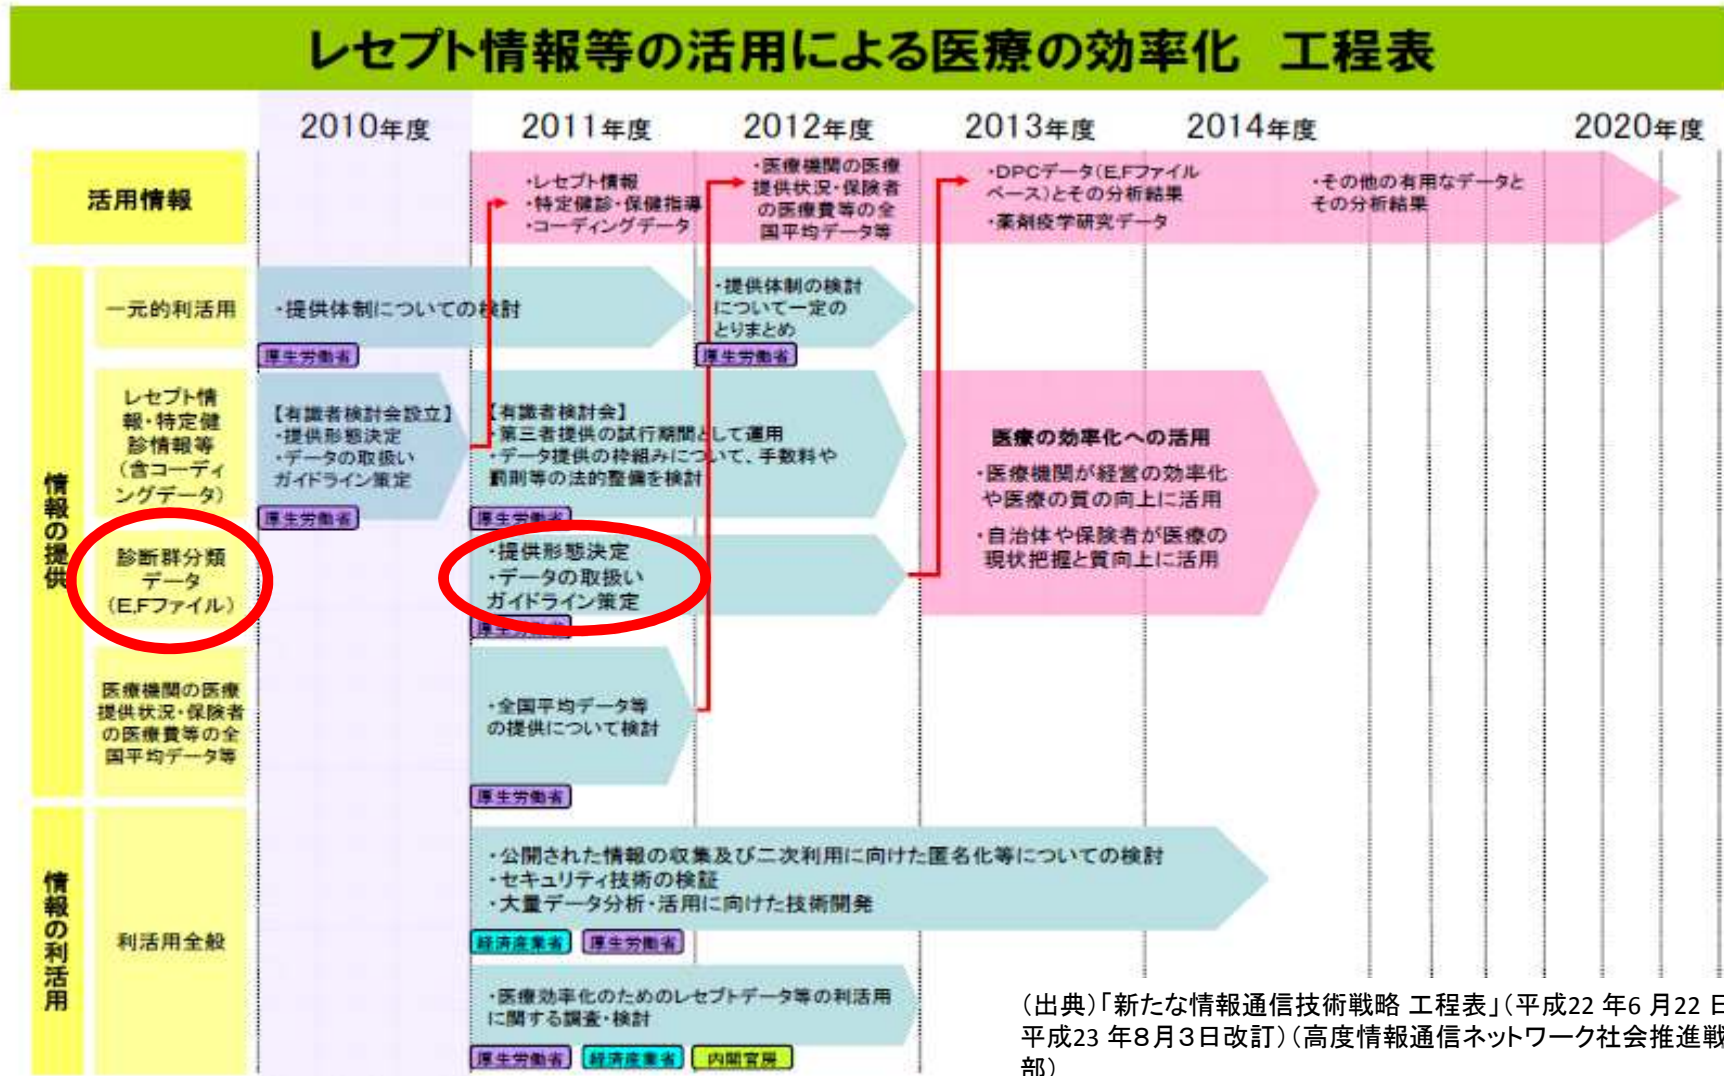 レセプト情報等の活用による医療の効率化　工程表
2010年度
2011年度
2012年度
2013年度
2014年度
2020年度
活用情報
・レセプト情報
・特定健診・保健指導
・コーディングデータ
・医療機関の医療
提供状況・保険者
の医療費等の全
国平均データ等
・DPCデータ(E,Fファイル
ベース)とその分析結果
・薬剤疫学研究データ
・その他の有用なデータと
その分析結果
情報の提供
一元的利活用
・提供体制についての検討
厚生労働省
・提供体制の検討
について一定の
とりまとめ
厚生労働省
レセプト情
報・特定健
診情報等
(含コーディ
ングデータ)
【有識者検討会設立】
・提供形態決定
・データの取扱い
ガイドライン策定
厚生労働省
【有識者検討会】
・第三者提供の試行期間として運用
・データ提供の枠組みについて、手数料や
罰則等の法的整備を検討
厚生労働省
医療の効率化への活用
・医療機関が経営の効率化
や医療の質の向上に活用
・自治体や保険者が医療の
現状把握と質向上に活用
診断群分類
データ
(E,Fファイル)
・提供形態決定
・データの取扱い
ガイドライン策定
厚生労働省
医療機関の医療
提供状況・保険者
の医療費等の全
国平均データ等
・全国平均データ等
の提供について検討
厚生労働省
情報の利活用
利活用全般
・公開された情報の収集及び二次利用に向けた匿名化等についての検討
・セキュリティ技術の検証
・大量データ分析・活用に向けた技術開発
経済産業省
厚生労働省
・医療効率化のためのレセプトデータ等の利活用
に関する調査・検討
厚生労働省
経済産業省
内閣官房
(出典)「新たな情報通信技術戦略 工程表」(平成22 年6 月22 日
平成23 年８月３日改訂)(高度情報通信ネットワーク社会推進戦
部)